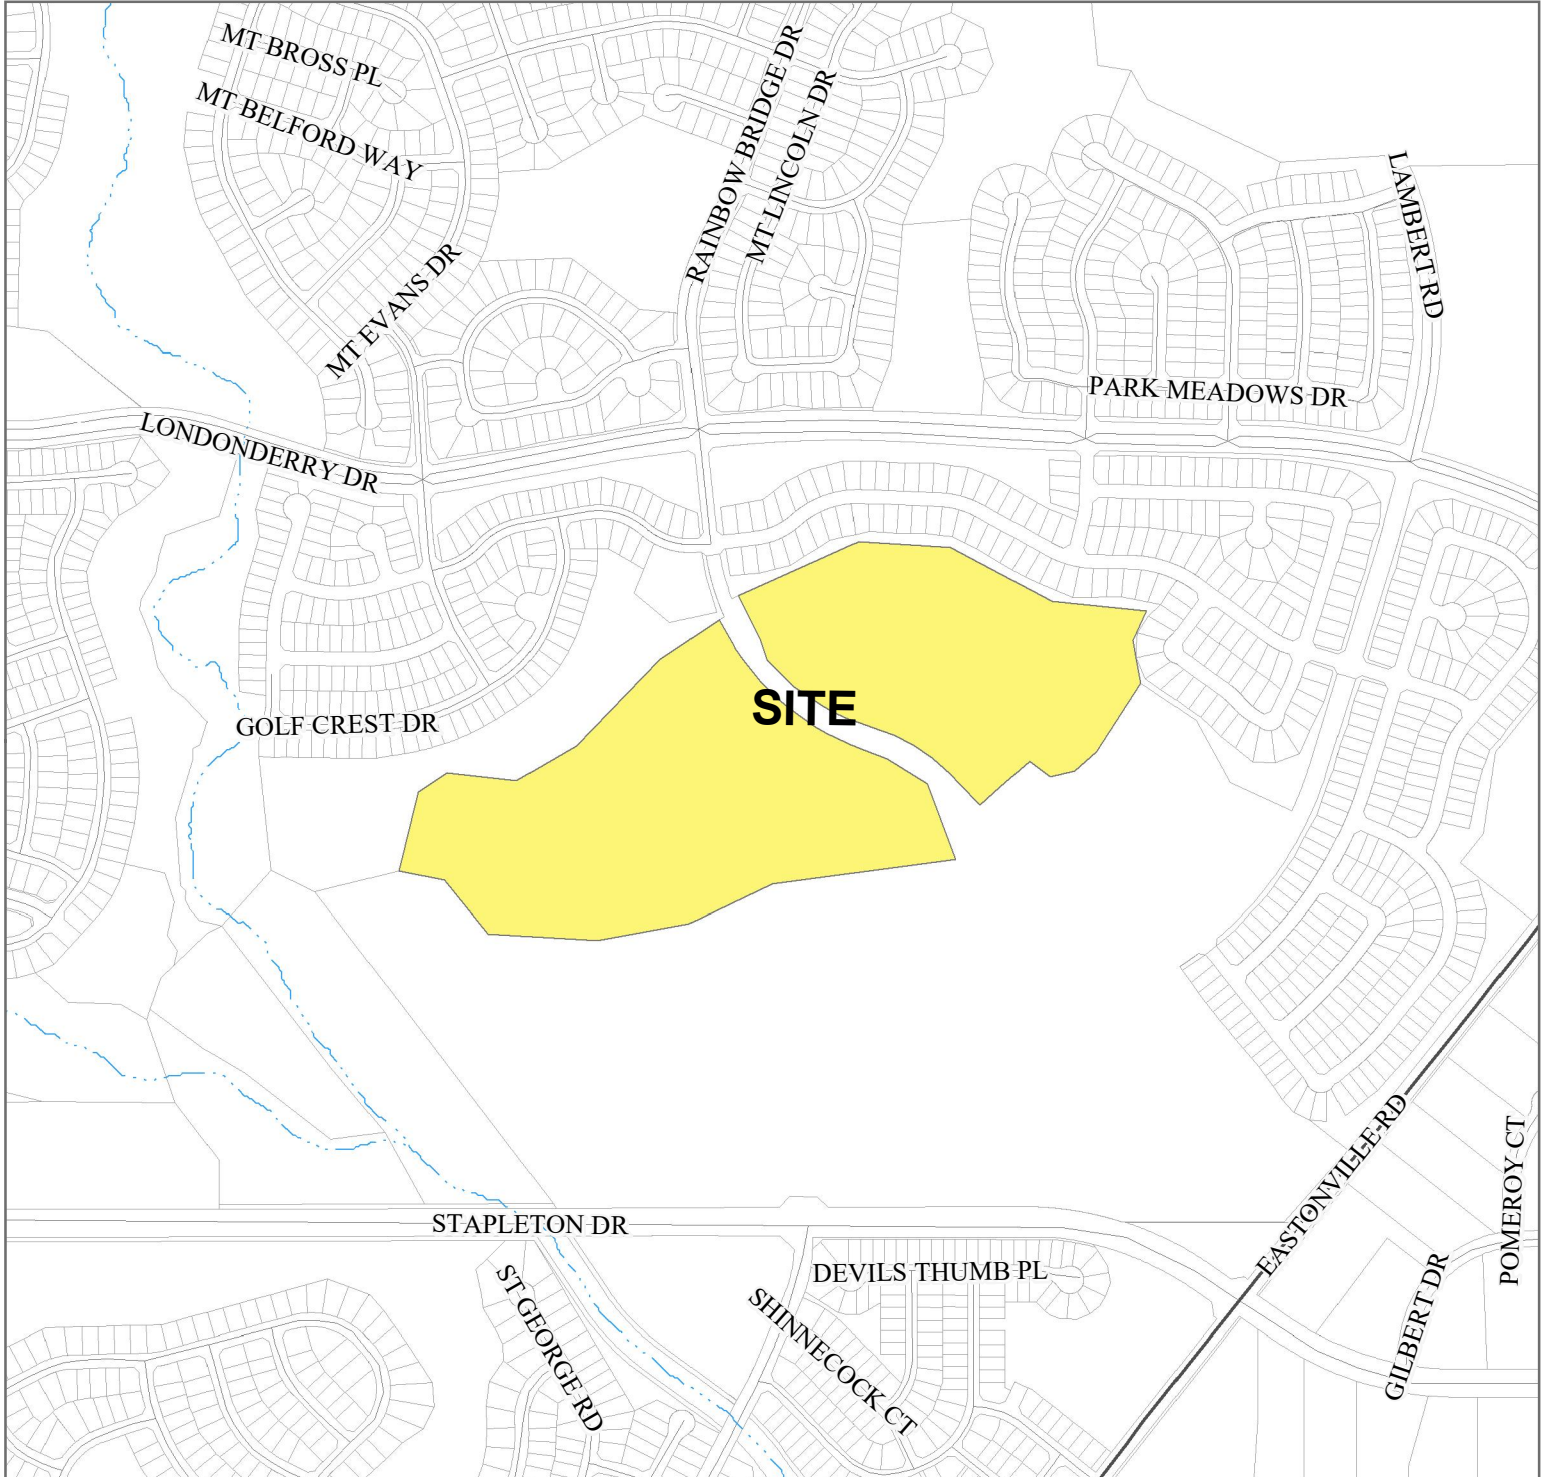 MT BROSS PL
MT BELFORD WAY
RAINBOW BRIDGE DR
MT LINCOLN DR
LAMBERT RD
MT EVANS DR
PARK MEADOWS DR
LONDONDERRY DR
SITE
GOLF CREST DR
EASTONVILLE RD
POMEROY CT
STAPLETON DR
DEVILS THUMB PL
ST GEORGE RD
SHINNECOCK CT
GILBERT DR